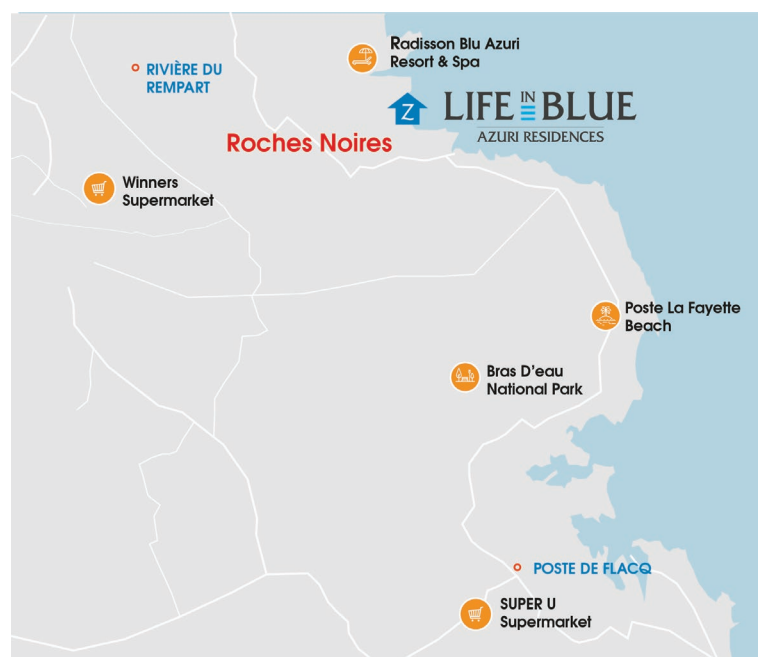 Radisson Blu Azuri
Resort & Spa
RIVIÈRE DU
REMPART
Z
LIFE IN BLUE
AZURI RESIDENCES
Roches Noires
Winners
Supermarket
Poste La Fayette
Beach
Bras D'eau
National Park
POSTE DE FLACQ
SUPER U
Supermarket